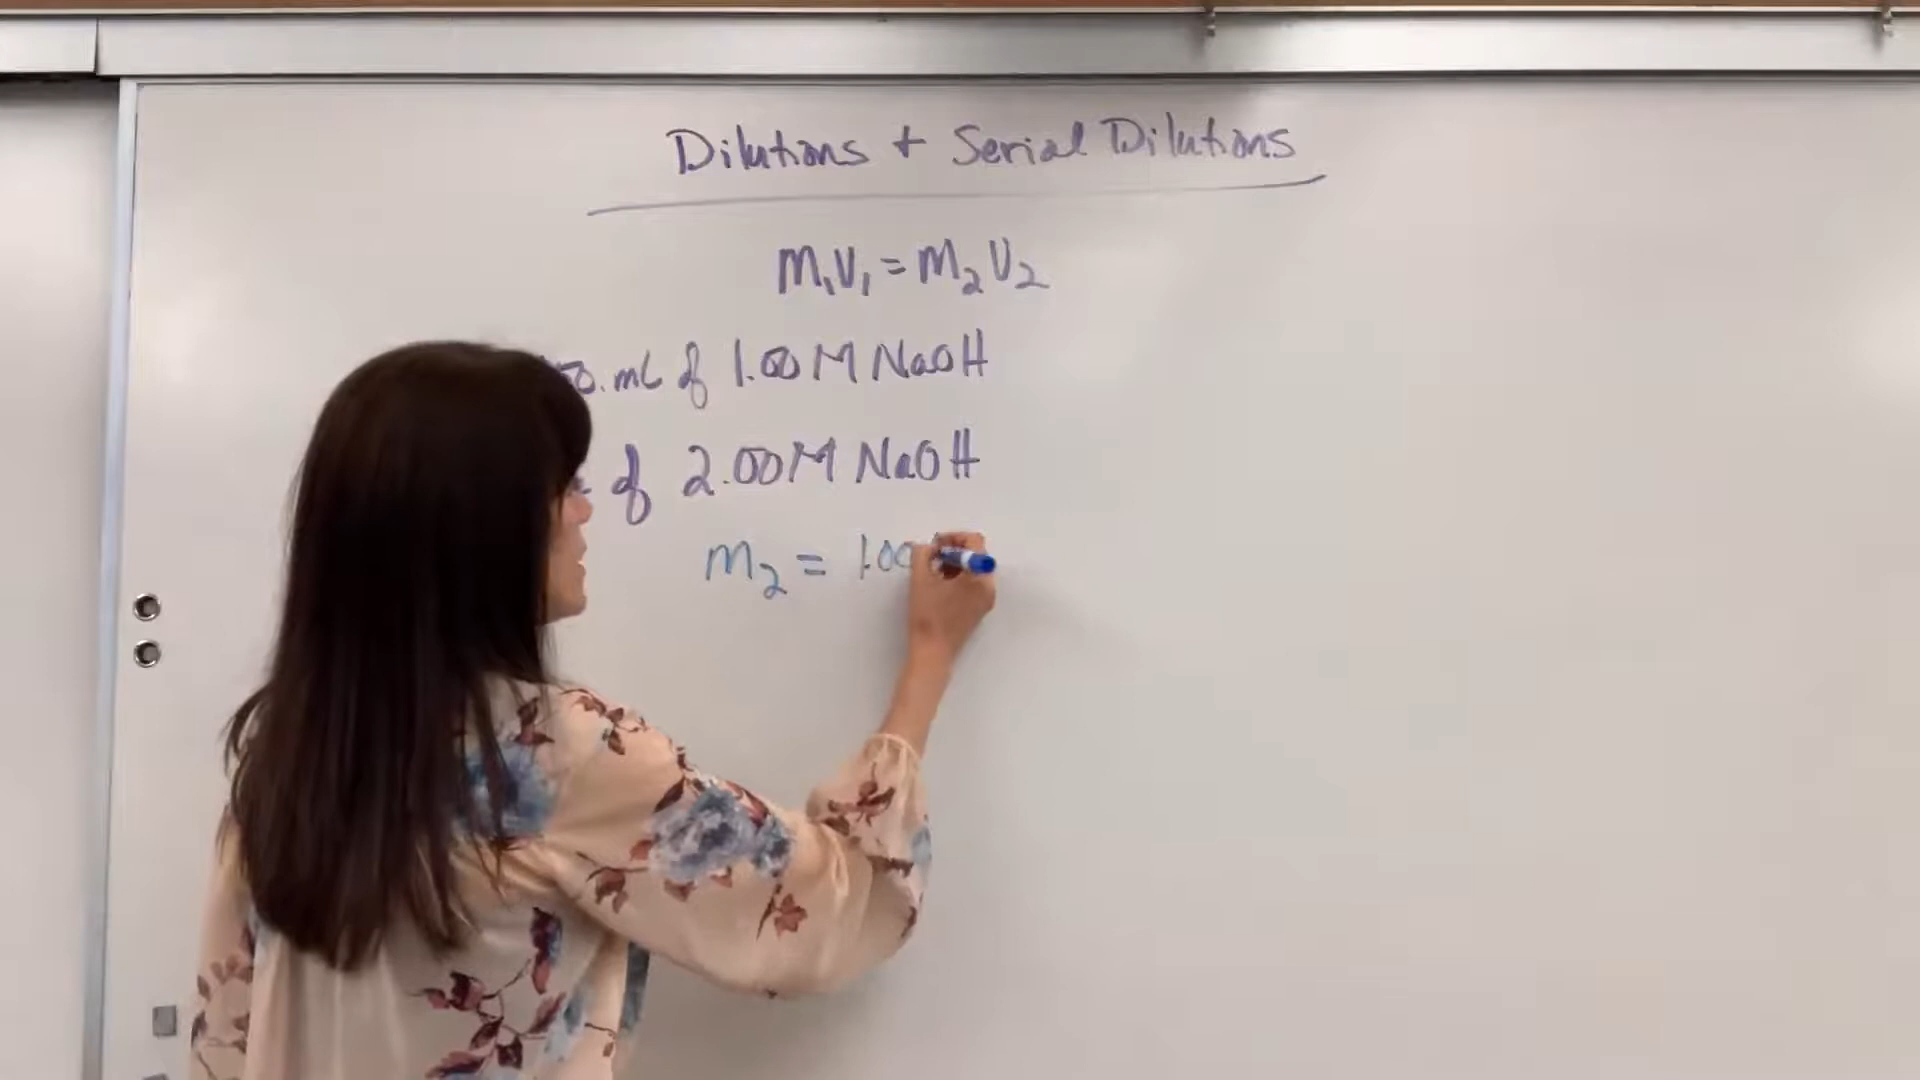 Dilutions + Serial Dilutions
M₁V₁ = M₂V₂
mL of 1.00 M NaOH
of 2.00 M NaOH
M₂ = 1.00